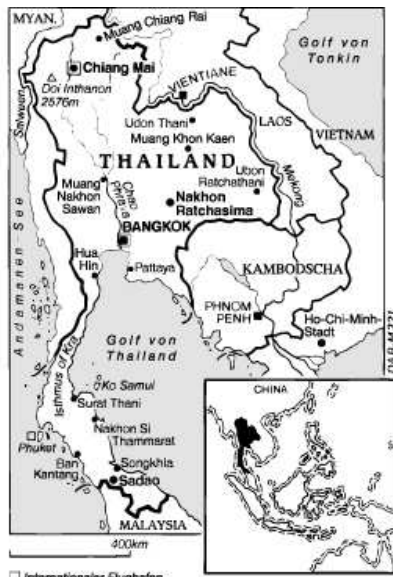 MYAN.
Muang Chiang Rai
Golf von
Tonkin
Chiang Mai
Doi Inthanon
2576m
Salween
VIENTIANE
LAOS
VIETNAM
Udon Thani
Muang Khon Kaen
THAILAND
Mekong
Ubon
Ratchathani
Muang
Nakhon
Sawan
Chao
Phraya
Nakhon
Ratchasima
BANGKOK
Andamanen See
Hua
Hin
Pattaya
KAMBODSCHA
PHNOM
PENH
Ho-Chi-Minh-
Stadt
Golf von
Thailand
Isthmus of Kra
Ko Samui
Surat Thani
Nakhon Si
Thammarat
Phuket
Ban
Kantang
Songkhla
Sadao
MALAYSIA
400km
CHINA
Internationaler Flughafen